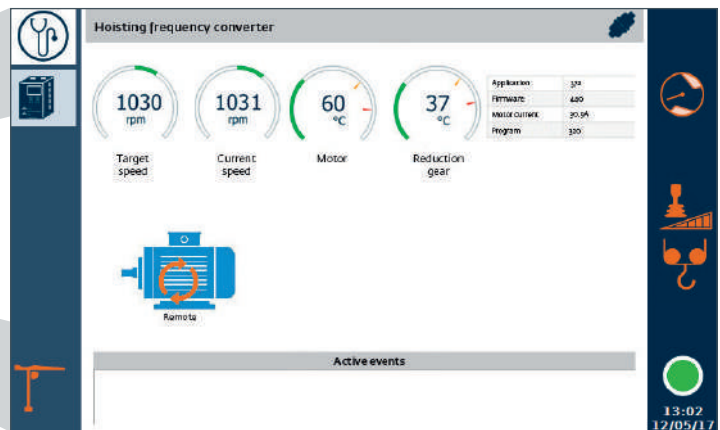 Hoisting frequency converter
1030
rpm
Target
speed
1031
rpm
Current
speed
60
°C
Motor
37
°C
Reduction
gear
Application 372
Firmware
Motor current
Program 320
Remote
Active events
13:02
12/05/17